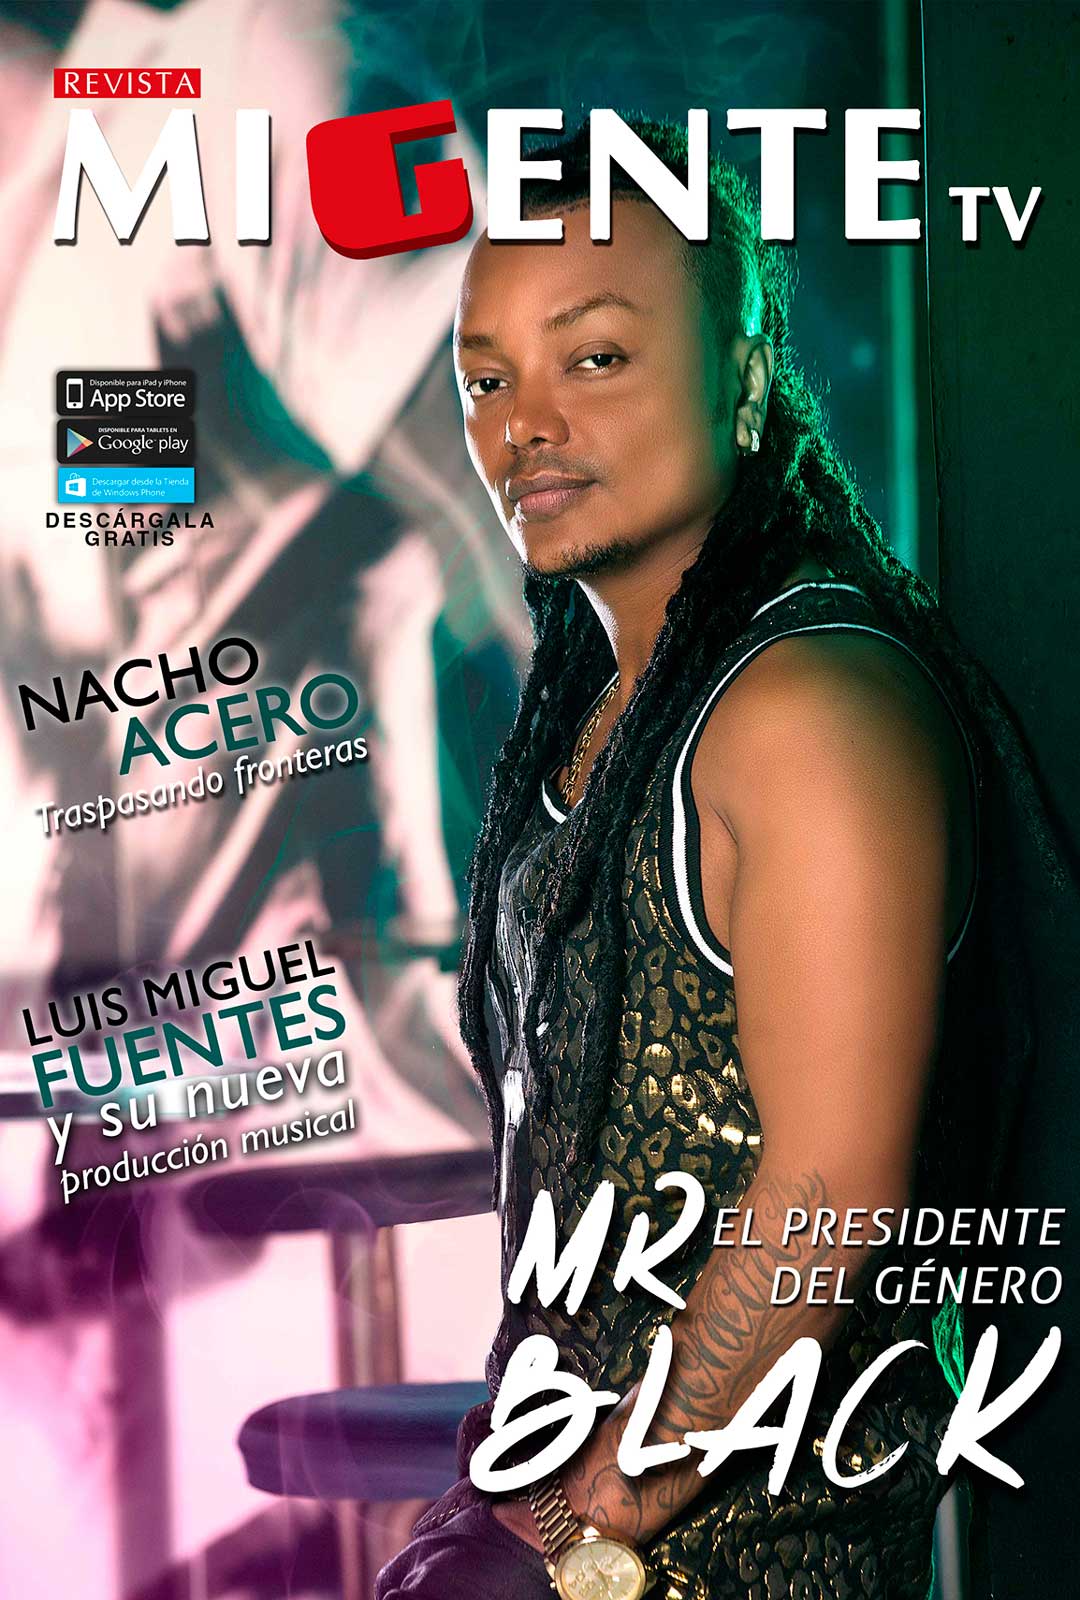 REVISTA
MI GENTE TV
Disponible para iPad y iPhone
App Store
DISPONIBLE PARA TABLETS EN
Google play
Descargar desde la Tienda
de Windows Phone
DESCÁRGALA
GRATIS
NACHO
ACERO
Traspasando fronteras
LUIS MIGUEL
FUENTES
y su nueva
producción musical
MR
EL PRESIDENTE
DEL GÉNERO
BLACK